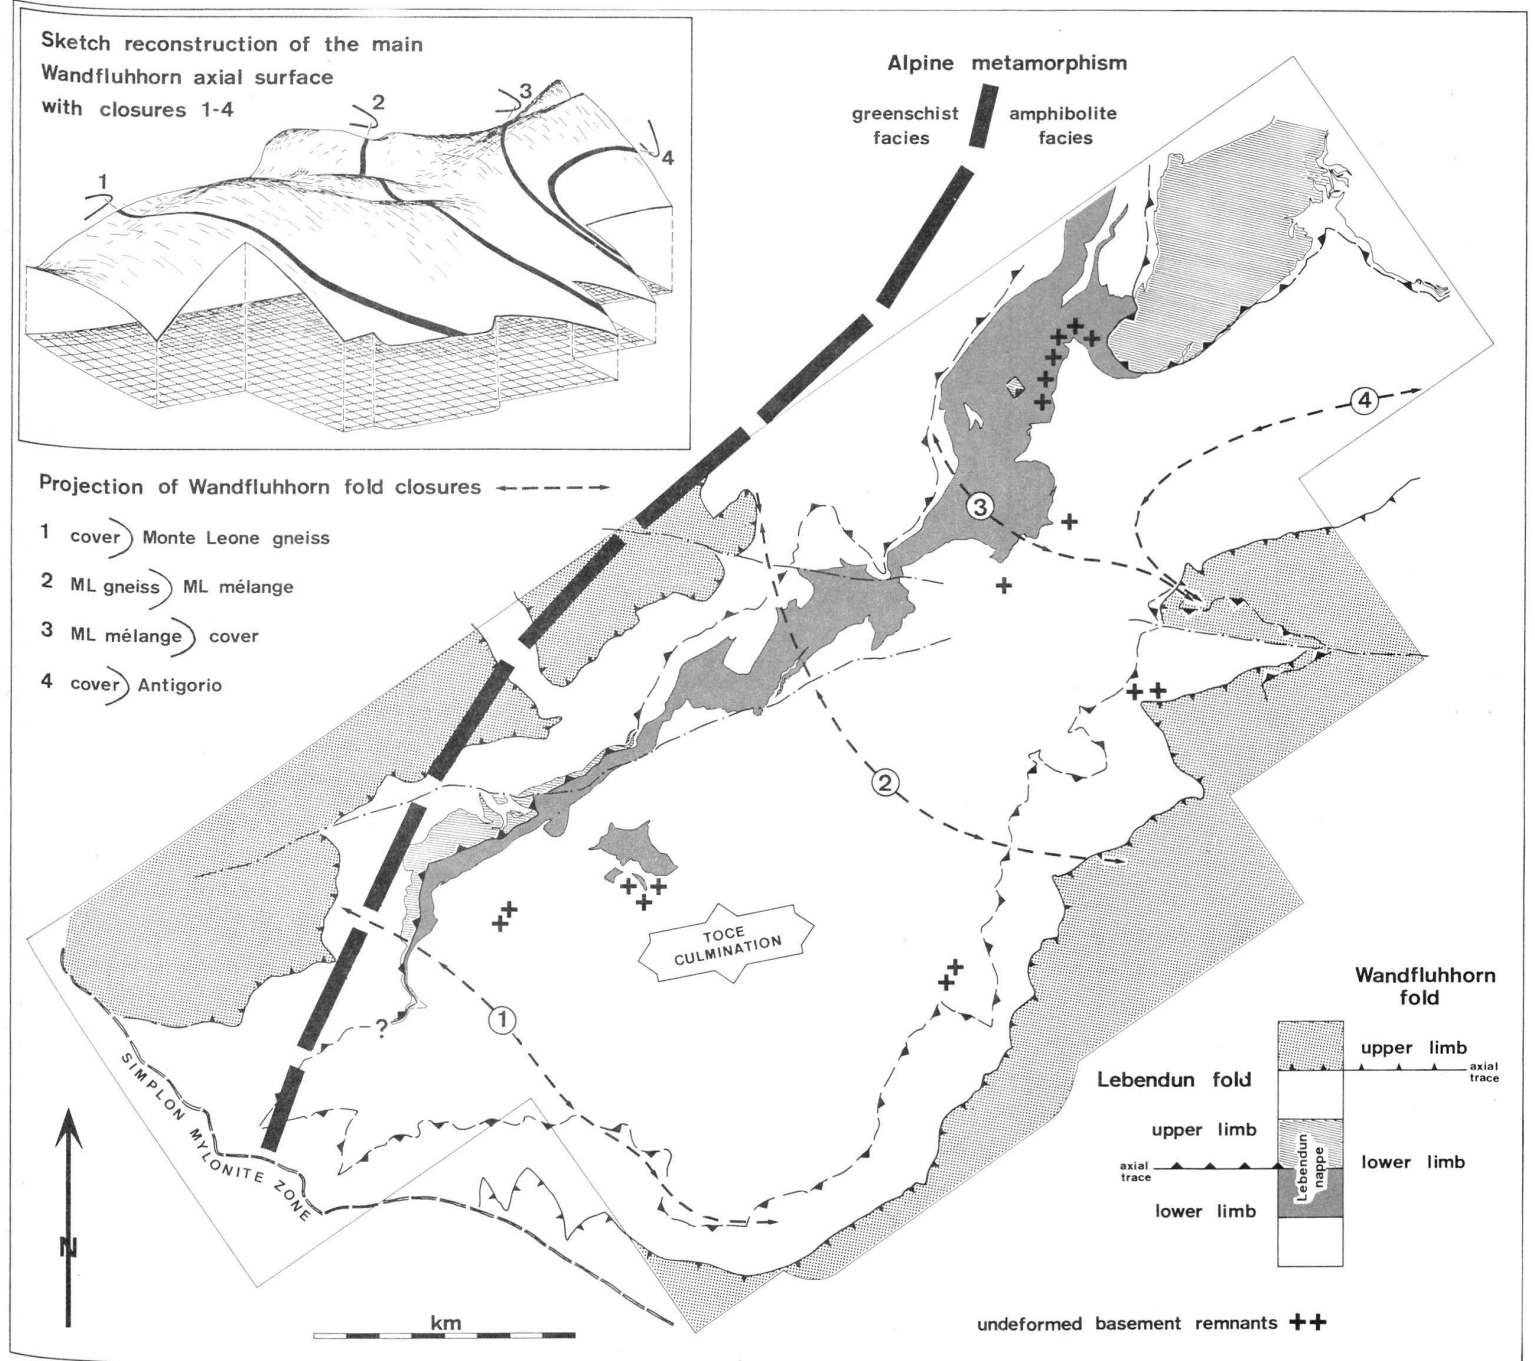 Sketch reconstruction of the main
Wandfluhhorn axial surface
with closures 1-4
1
2
3
4
Alpine metamorphism
greenschist facies
amphibolite facies
Projection of Wandfluhhorn fold closures
1 cover) Monte Leone gneiss
2 ML gneiss) ML mélange
3 ML mélange) cover
4 cover) Antigorio
4
3
2
1
TOCE
CULMINATION
?
SIMPLON MYLONITE ZONE
N
km
Wandfluhhorn
fold
upper limb
axial
trace
Lebendun fold
upper limb
axial
trace
lower limb
Lebendun
nappe
lower limb
undeformed basement remnants ++